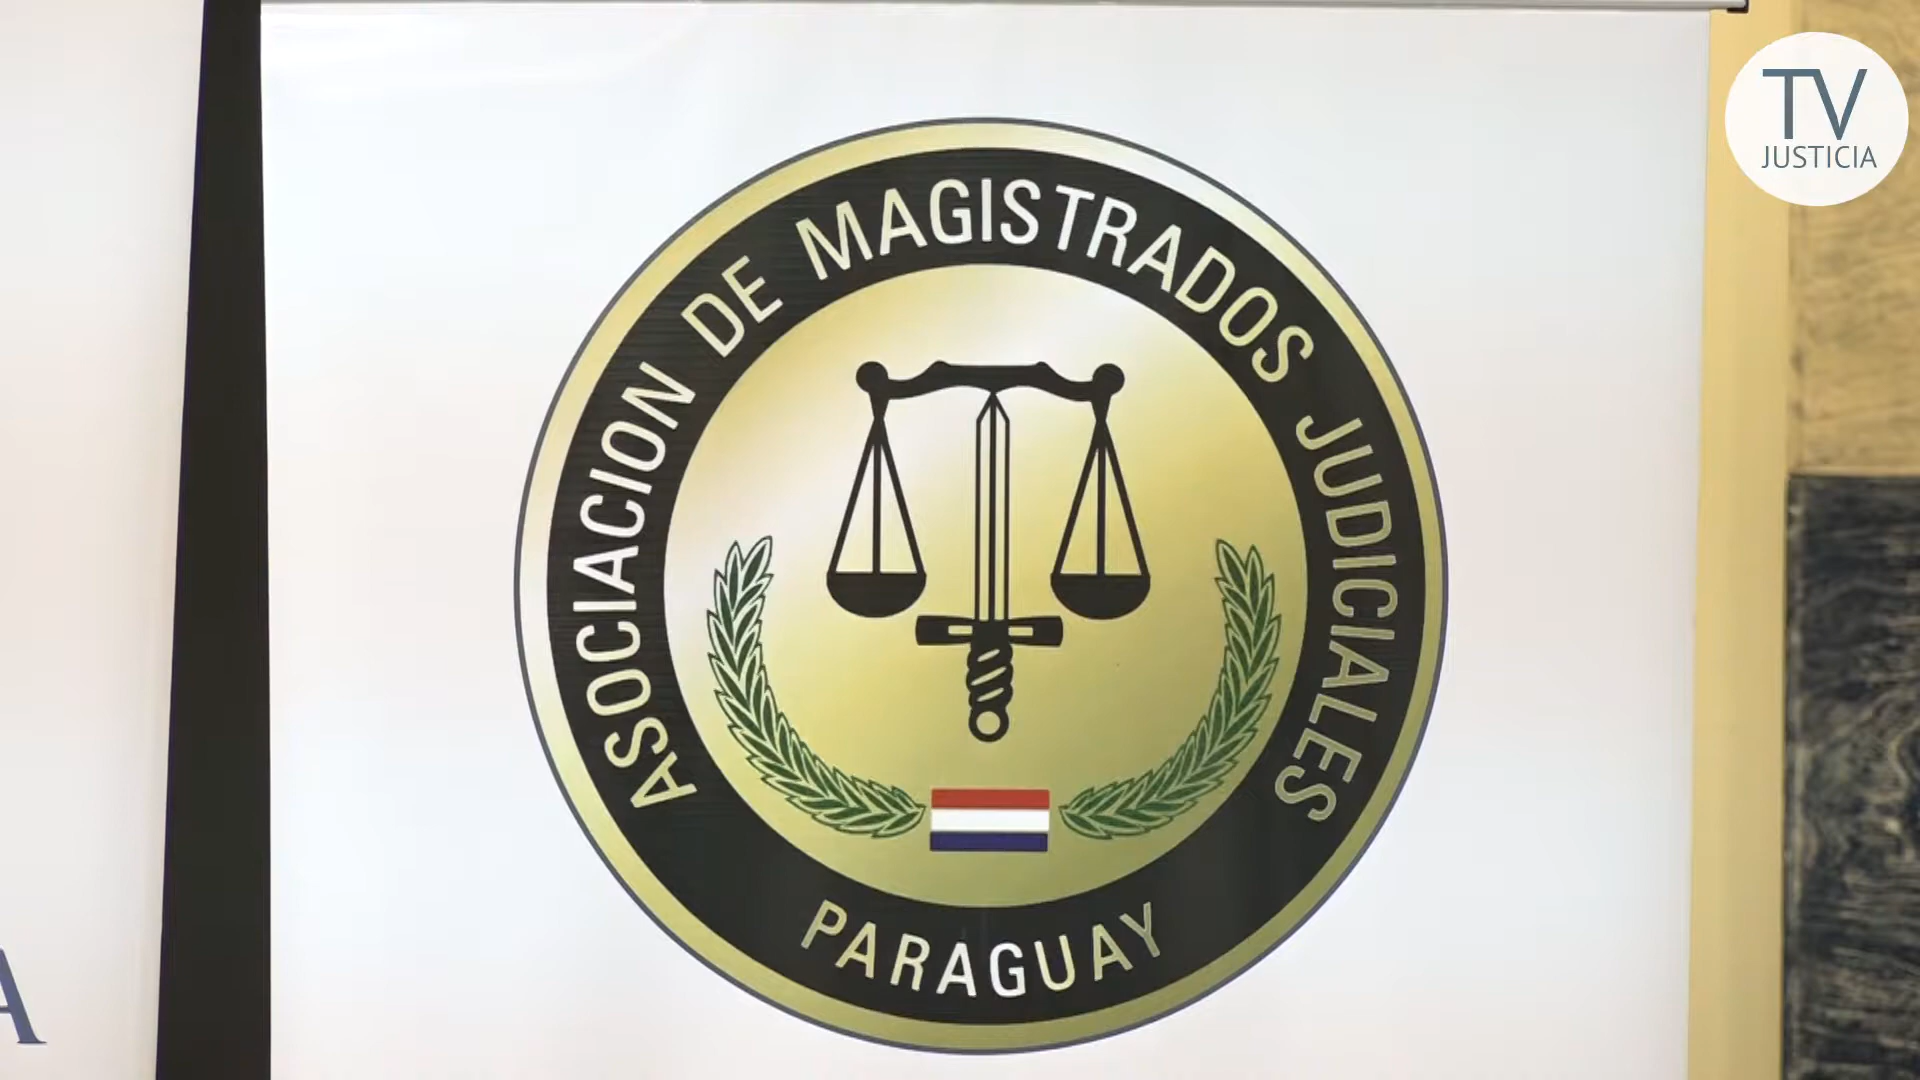 TV
JUSTICIA
ASOCIACION DE MAGISTRADOS JUDICIALES
PARAGUAY
A